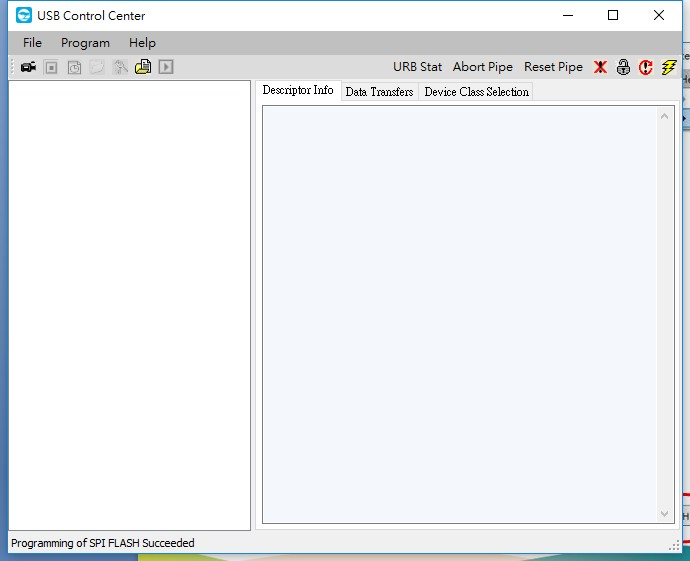 USB Control Center
File Program Help
URB Stat Abort Pipe Reset Pipe
Descriptor Info Data Transfers Device Class Selection
Programming of SPI FLASH Succeeded